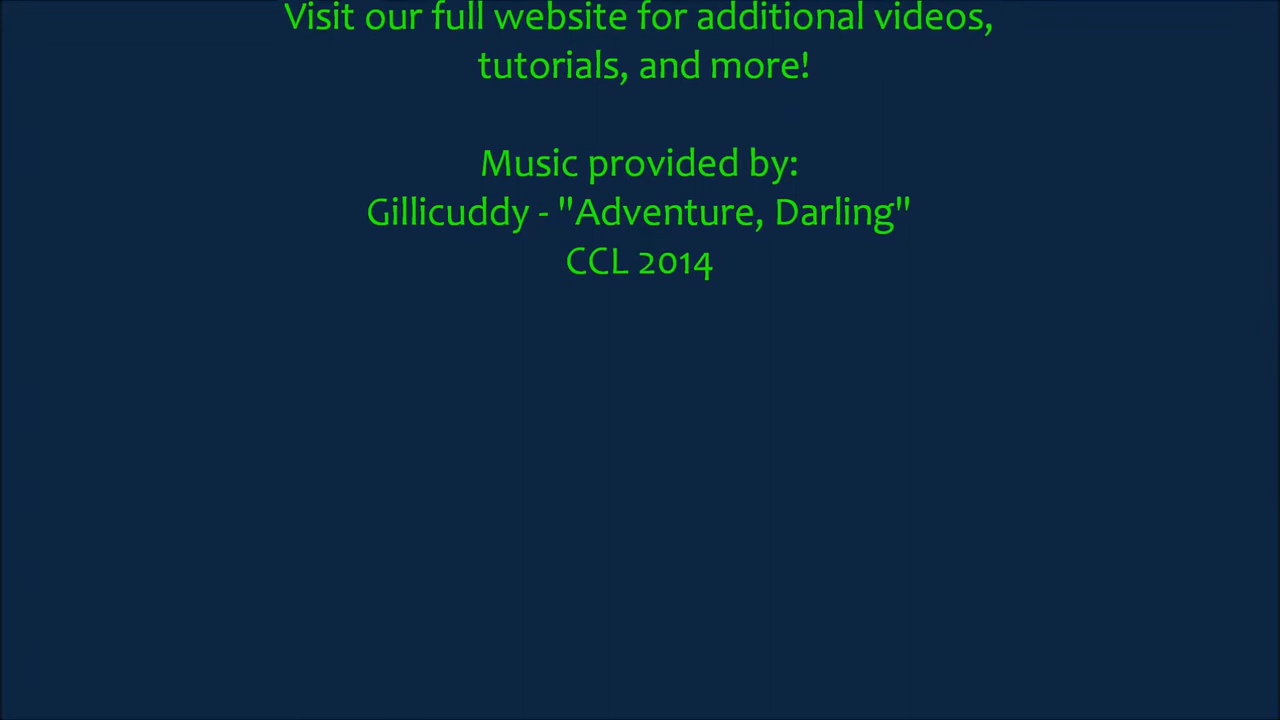 Visit our full website for additional videos,
tutorials, and more!
Music provided by:
Gillicuddy - "Adventure, Darling"
CCL 2014